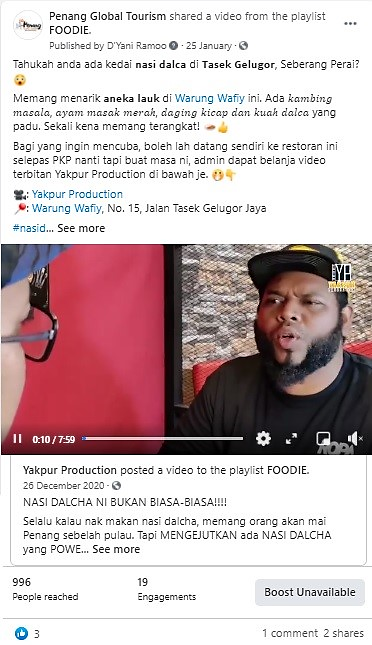 Penang Global Tourism shared a video from the playlist
FOODIE.
Published by D'Yani Ramoo · 25 January ·
Tahukah anda ada kedai nasi dalca di Tasek Gelugor, Seberang Perai?
😧
Memang menarik aneka lauk di Warung Wafiy ini. Ada kambing
masala, ayam masak merah, daging kicap dan kuah dalca yang
padu. Sekali kena memang terangkat! 🍛👍
Bagi yang ingin mencuba, boleh lah datang sendiri ke restoran ini
selepas PKP nanti tapi buat masa ni, admin dapat belanja video
terbitan Yakpur Production di bawah je. 🤭👇
🎥: Yakpur Production
📍: Warung Wafiy, No. 15, Jalan Tasek Gelugor Jaya
#nasid... See more
0:10 / 7:59
Yakpur Production posted a video to the playlist FOODIE.
26 December 2020 ·
NASI DALCHA NI BUKAN BIASA-BIASA!!!!
Selalu kalau nak makan nasi dalcha, memang orang akan mai
Penang sebelah pulau. Tapi MENGEJUTKAN ada NASI DALCHA
yang POWE... See more
996
People reached
19
Engagements
Boost Unavailable
3
1 comment 2 shares